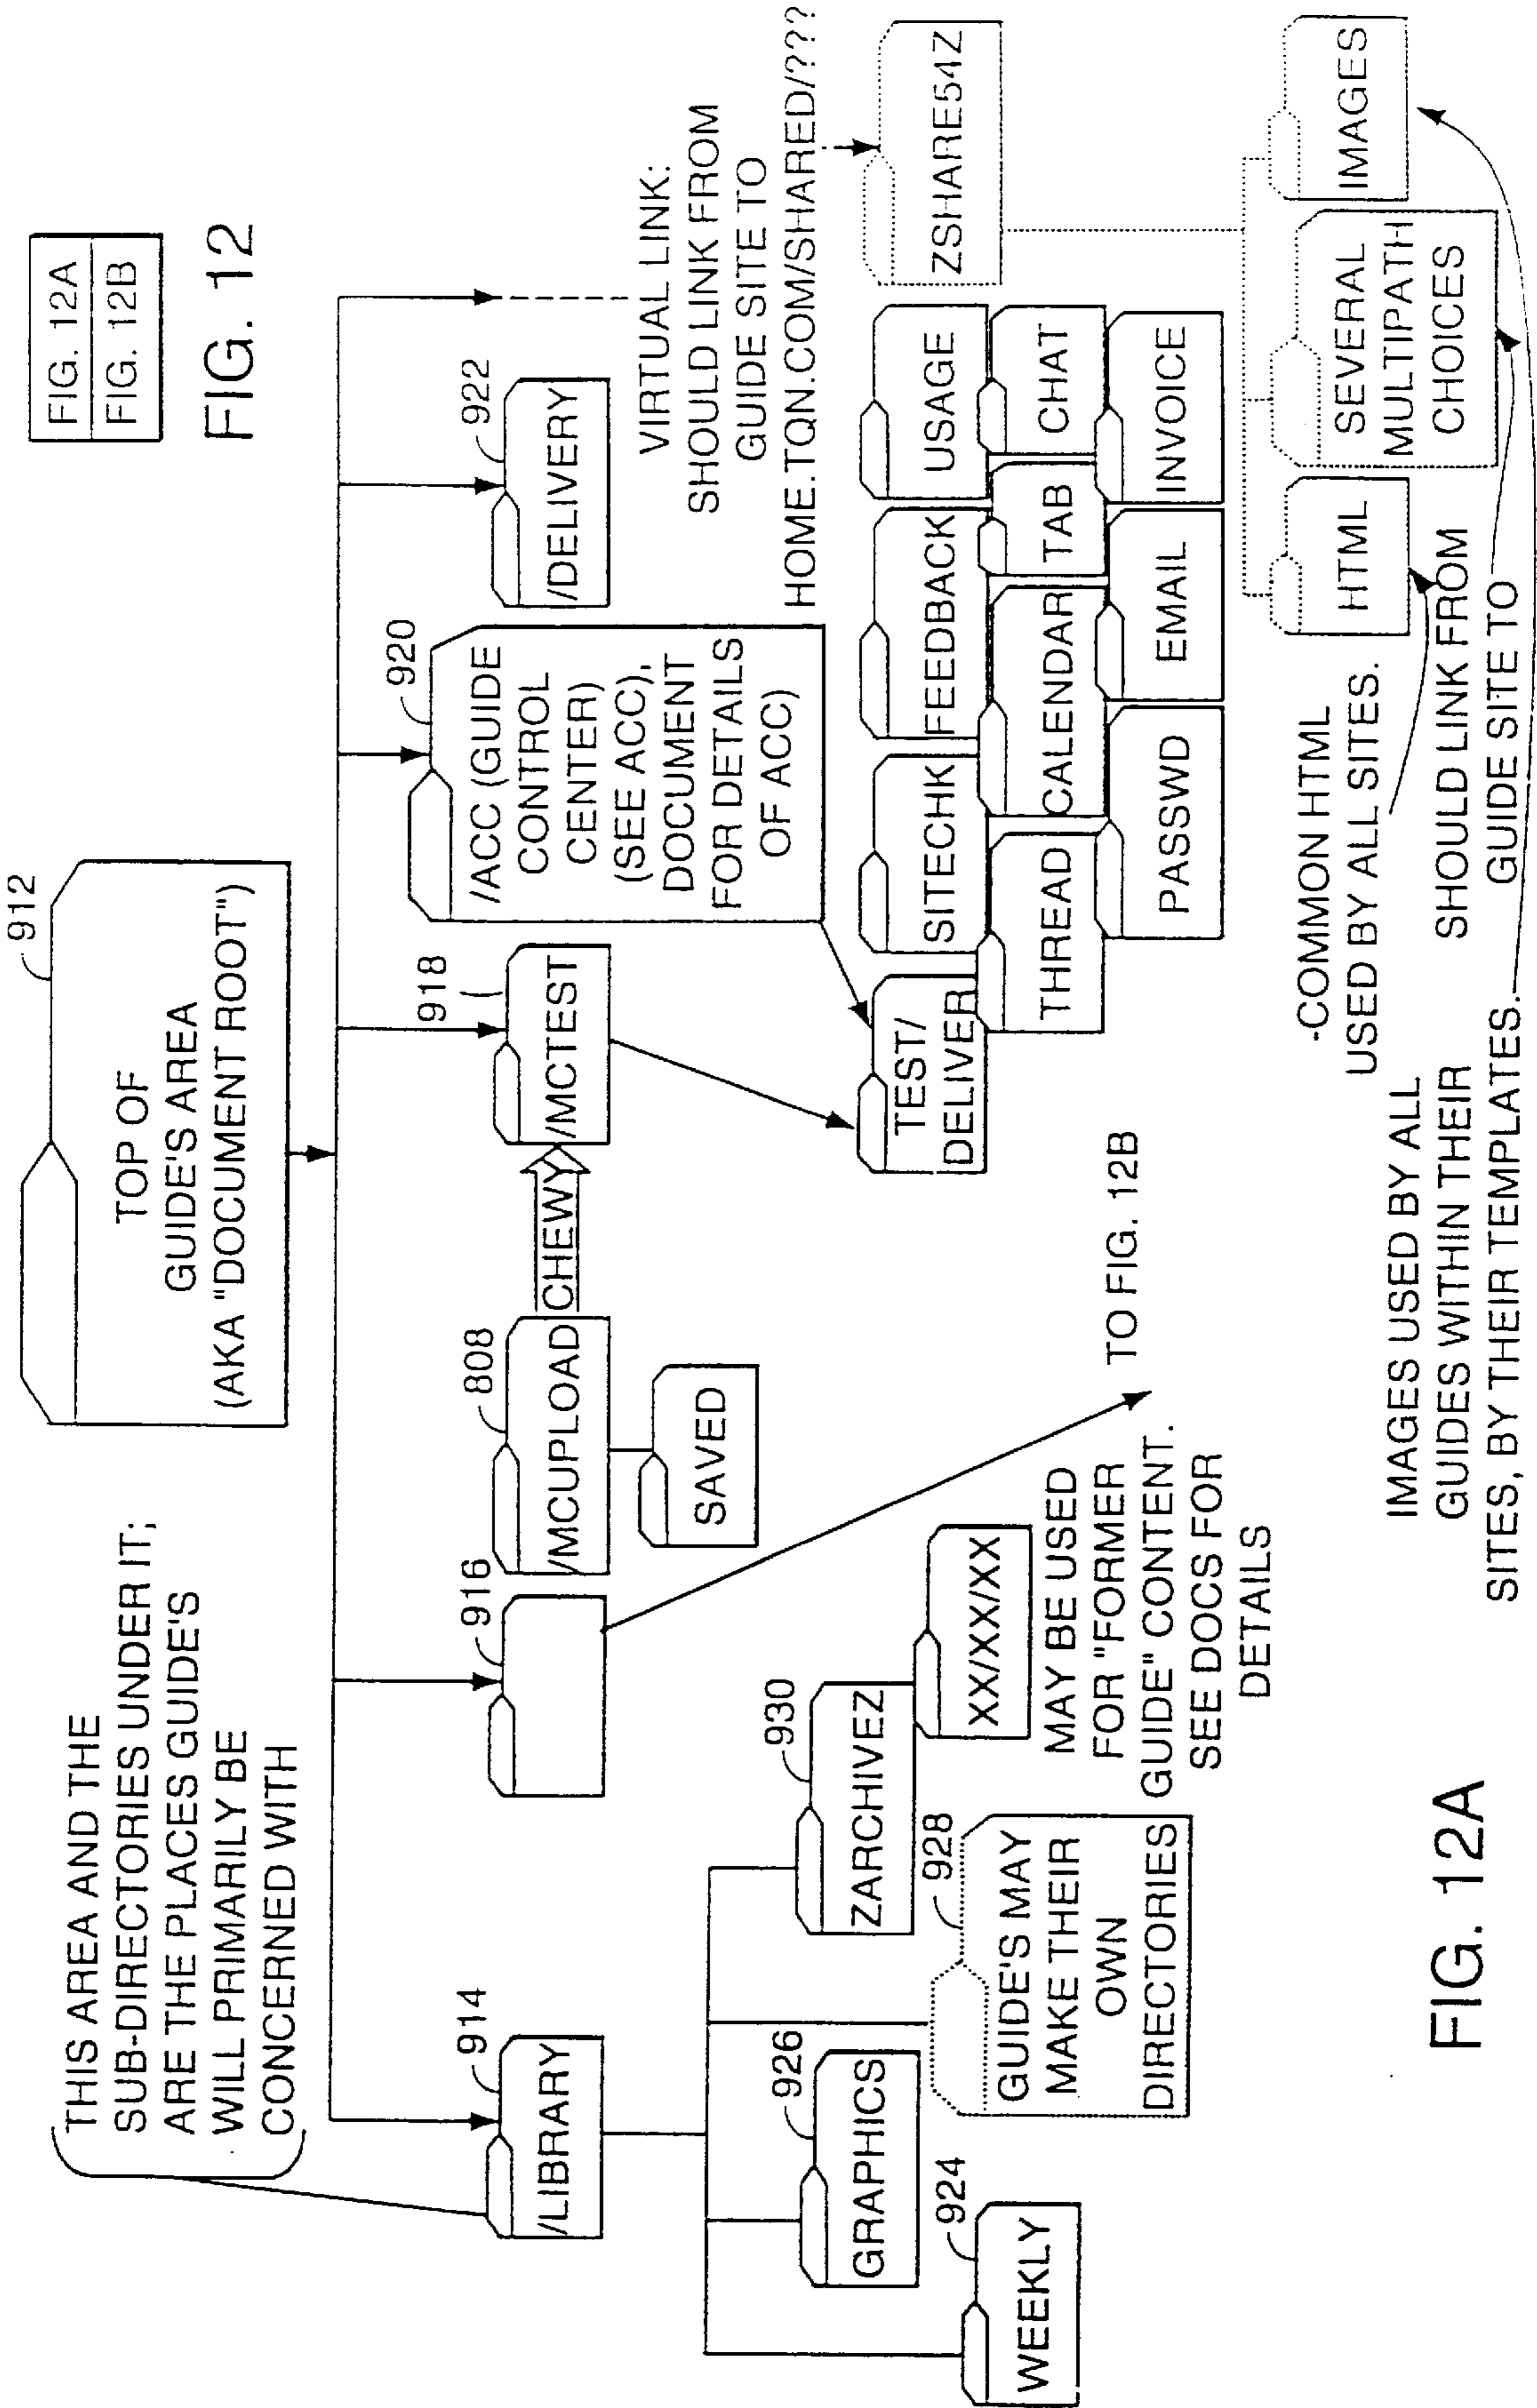 FIG. 12A
FIG. 12B
FIG. 12
912
TOP OF
GUIDE'S AREA
(AKA "DOCUMENT ROOT")
THIS AREA AND THE
SUB-DIRECTORIES UNDER IT;
ARE THE PLACES GUIDE'S
WILL PRIMARILY BE
CONCERNED WITH
914
/LIBRARY
916
808
/MCUPLOAD
CHEWY
918
/MCTEST
920
/ACC (GUIDE
CONTROL
CENTER)
(SEE ACC),
DOCUMENT
FOR DETAILS
OF ACC)
922
/DELIVERY
VIRTUAL LINK:
SHOULD LINK FROM
GUIDE SITE TO
HOME.TQN.COM/SHARED/???
SAVED
926
GRAPHICS
930
ZARCHIVEZ
924
WEEKLY
928
GUIDE'S MAY
MAKE THEIR
OWN
DIRECTORIES
XX/XX/XX
MAY BE USED
FOR "FORMER
GUIDE" CONTENT.
SEE DOCS FOR
DETAILS
TO FIG. 12B
TEST/
DELIVER
SITECHK
FEEDBACK
USAGE
THREAD
CALENDAR
TAB
CHAT
PASSWD
EMAIL
INVOICE
ZSHARE54Z
HTML
SEVERAL
MULTIPATH
CHOICES
IMAGES
-COMMON HTML
USED BY ALL SITES.
SHOULD LINK FROM
GUIDE SITE TO
IMAGES USED BY ALL
GUIDES WITHIN THEIR
SITES, BY THEIR TEMPLATES.
FIG. 12A